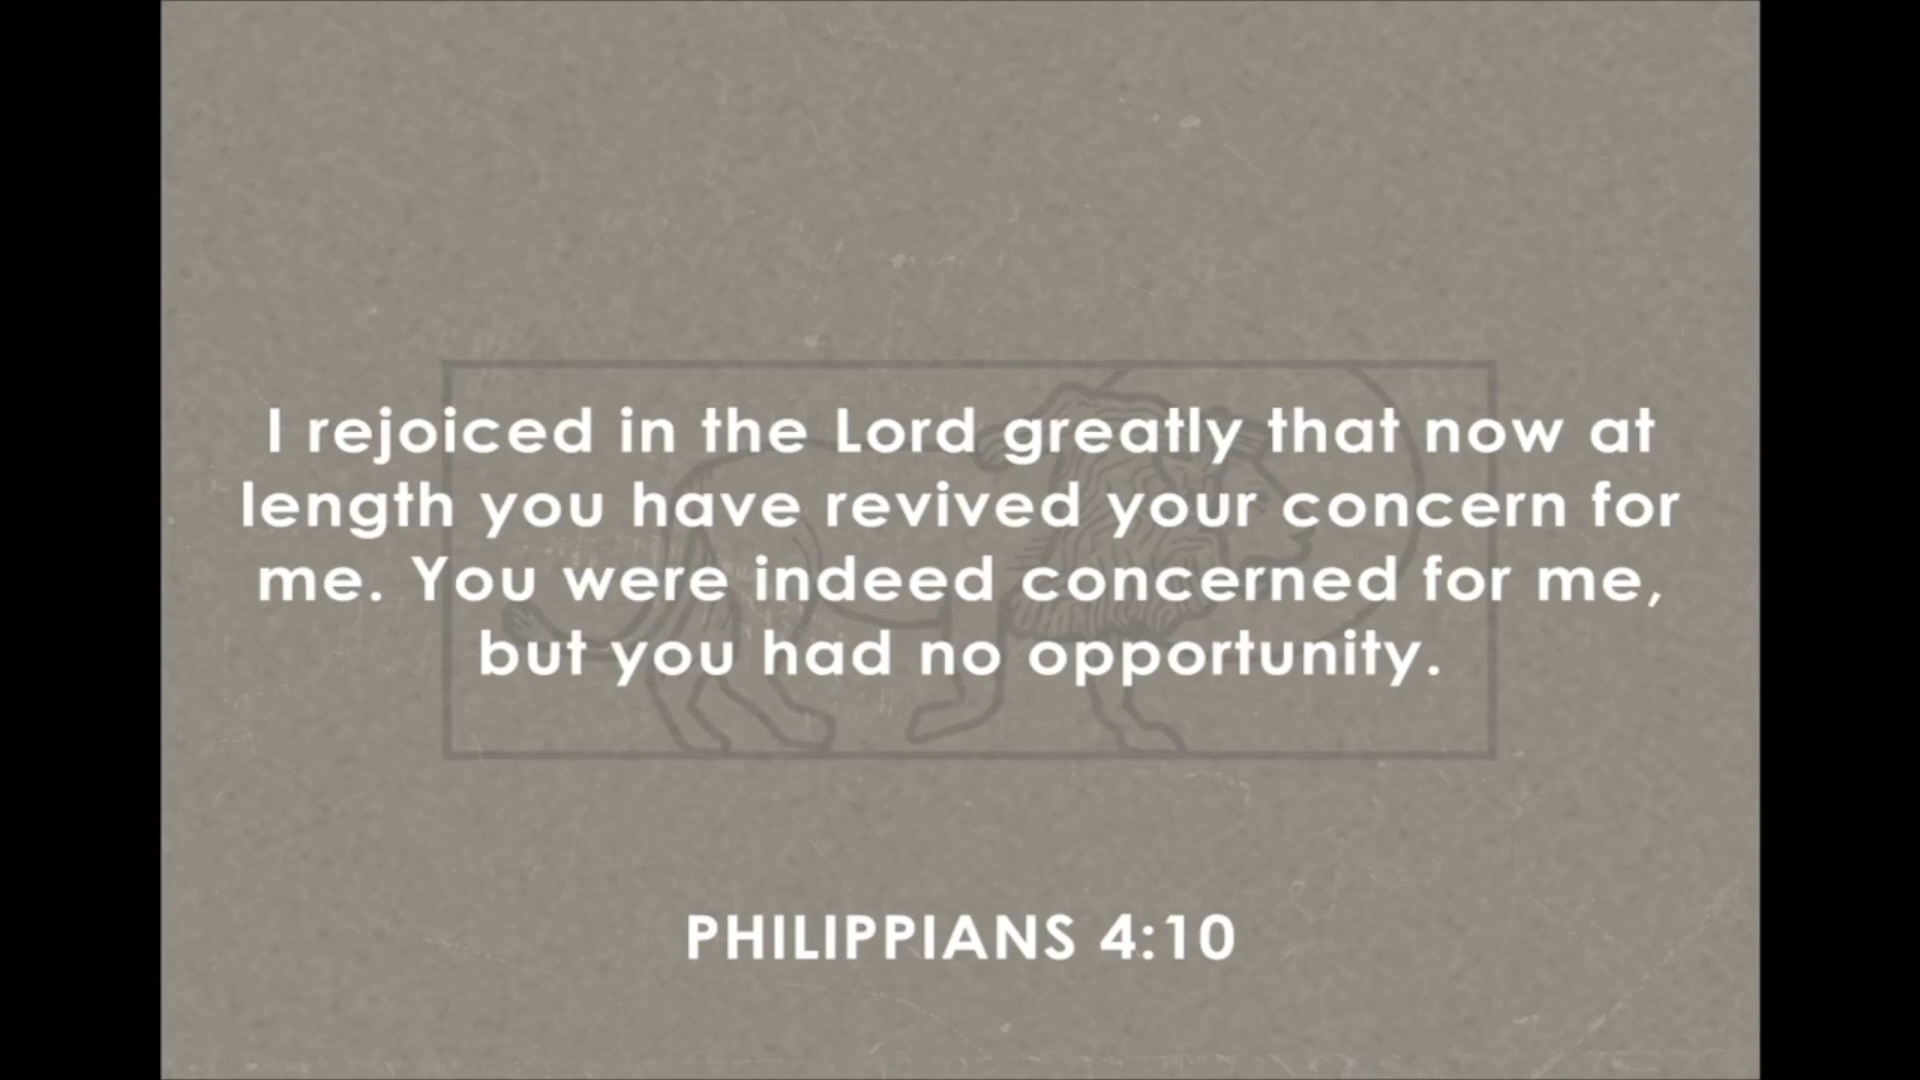 I rejoiced in the Lord greatly that now at
length you have revived your concern for
me. You were indeed concerned for me,
but you had no opportunity.
PHILIPPIANS 4:10